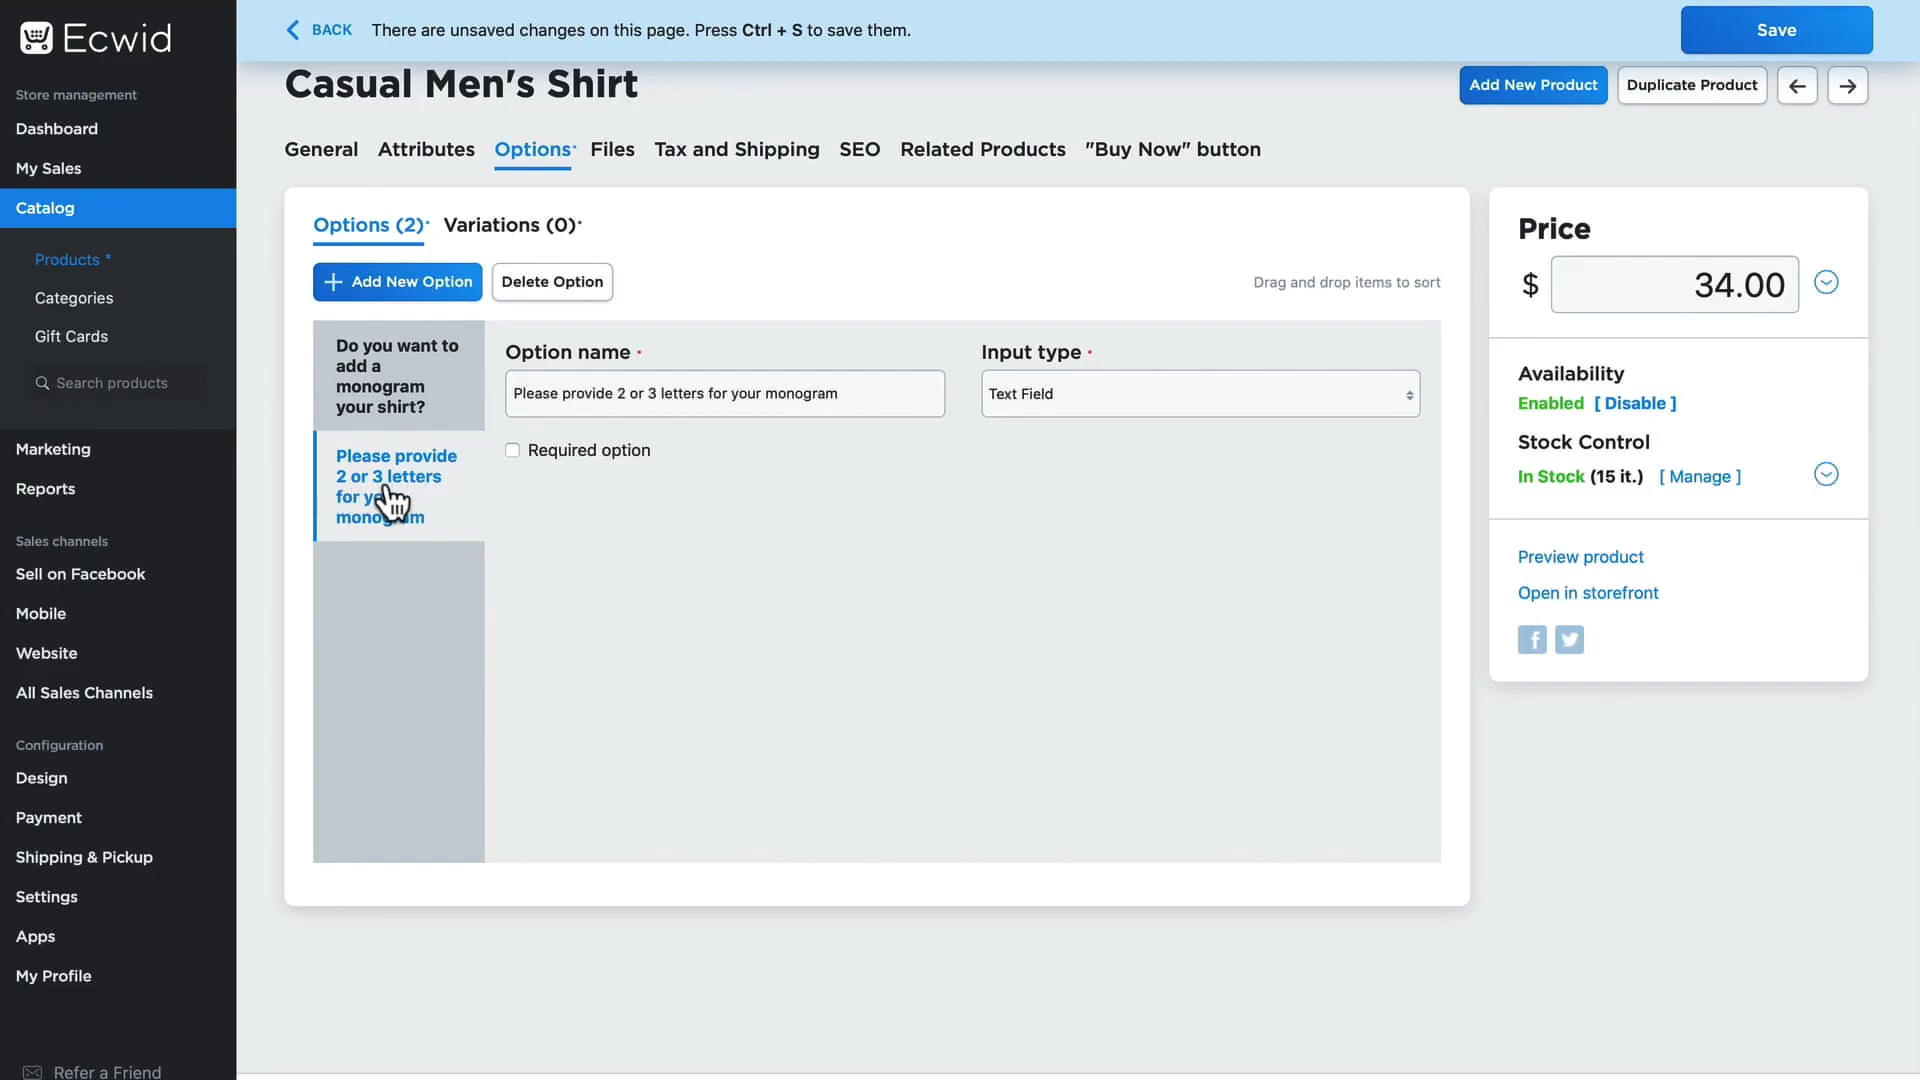 Ecwid
BACK There are unsaved changes on this page. Press Ctrl + S to save them.
Save
Casual Men's Shirt
Add New Product
Duplicate Product
General Attributes Options Files Tax and Shipping SEO Related Products "Buy Now" button
Store management
Dashboard
My Sales
Catalog
Products *
Categories
Gift Cards
Search products
Marketing
Reports
Sales channels
Sell on Facebook
Mobile
Website
All Sales Channels
Configuration
Design
Payment
Shipping & Pickup
Settings
Apps
My Profile
Refer a Friend
Options (2) Variations (0)
Add New Option
Delete Option
Drag and drop items to sort
Do you want to
add a
monogram
your shirt?
Please provide
2 or 3 letters
for
Option name
Please provide 2 or 3 letters for your monogram
Required option
Input type
Text Field
Price
$ 34.00
Availability
Enabled [ Disable ]
Stock Control
In Stock (15 it.) [ Manage ]
Preview product
Open in storefront